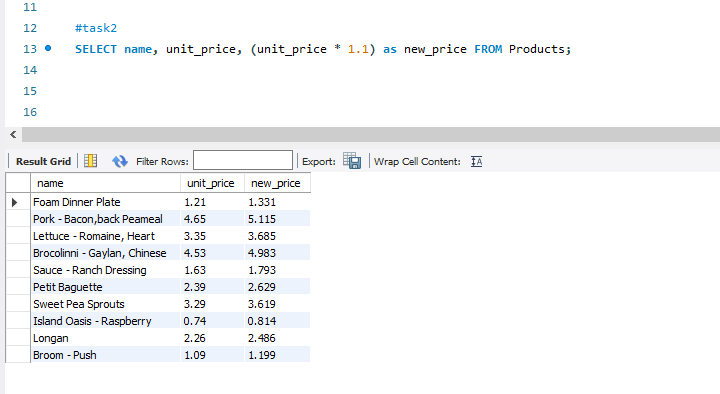 11
12 #task2
13 SELECT name, unit_price, (unit_price * 1.1) as new_price FROM Products;
14
15
16
Result Grid Filter Rows: Export: Wrap Cell Content: IA
name unit_price new_price
Foam Dinner Plate 1.21 1.331
Pork - Bacon,back Peameal 4.65 5.115
Lettuce - Romaine, Heart 3.35 3.685
Brocolinni - Gaylan, Chinese 4.53 4.983
Sauce - Ranch Dressing 1.63 1.793
Petit Baguette 2.39 2.629
Sweet Pea Sprouts 3.29 3.619
Island Oasis - Raspberry 0.74 0.814
Longan 2.26 2.486
Broom - Push 1.09 1.199